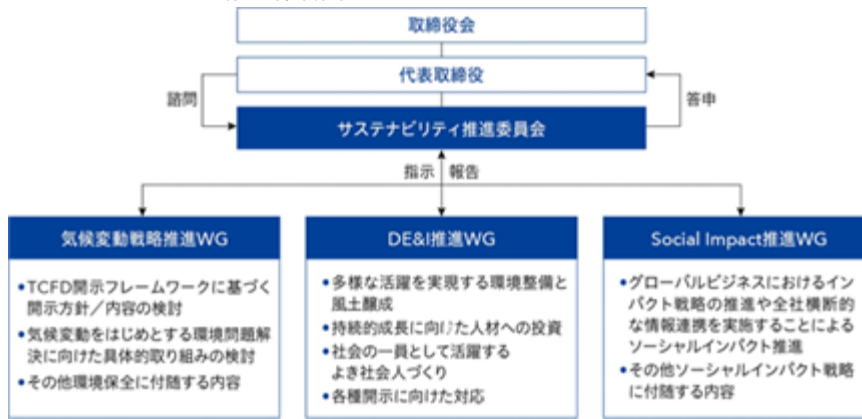 取締役会
代表取締役
諮問
答申
サステナビリティ推進委員会
指示
報告
気候変動戦略推進WG
•TCFD開示フレームワークに基づく
開示方針／内容の検討
•気候変動をはじめとする環境問題解
決に向けた具体的取り組みの検討
•その他環境保全に付随する内容
DE&I推進WG
•多様な活躍を実現する環境整備と
風土醸成
•持続的成長に向けた人材への投資
•社会の一員として活躍する
よき社会人づくり
•各種開示に向けた対応
Social Impact推進WG
•グローバルビジネスにおけるイン
パクト戦略の推進や全社横断的
な情報連携を実施することによる
ソーシャルインパクト推進
•その他ソーシャルインパクト戦略
に付随する内容